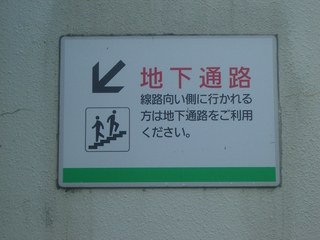 地下通路
線路向い側に行かれる
方は地下通路をご利用
ください。